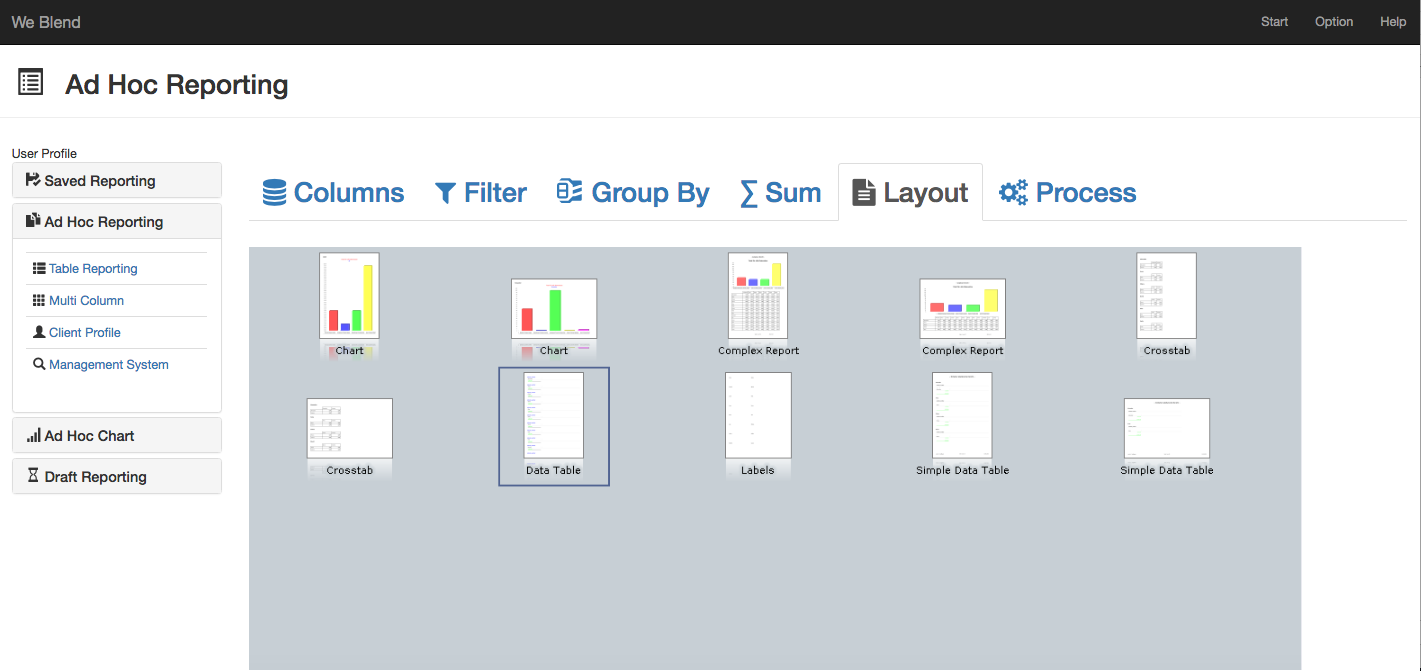 We Blend
Start Option Help
Ad Hoc Reporting
User Profile
Saved Reporting
Ad Hoc Reporting
Table Reporting
Multi Column
Client Profile
Management System
Ad Hoc Chart
Draft Reporting
Columns Filter Group By Sum Layout Process
Chart Chart Complex Report Complex Report Crosstab
Crosstab Data Table Labels Simple Data Table Simple Data Table